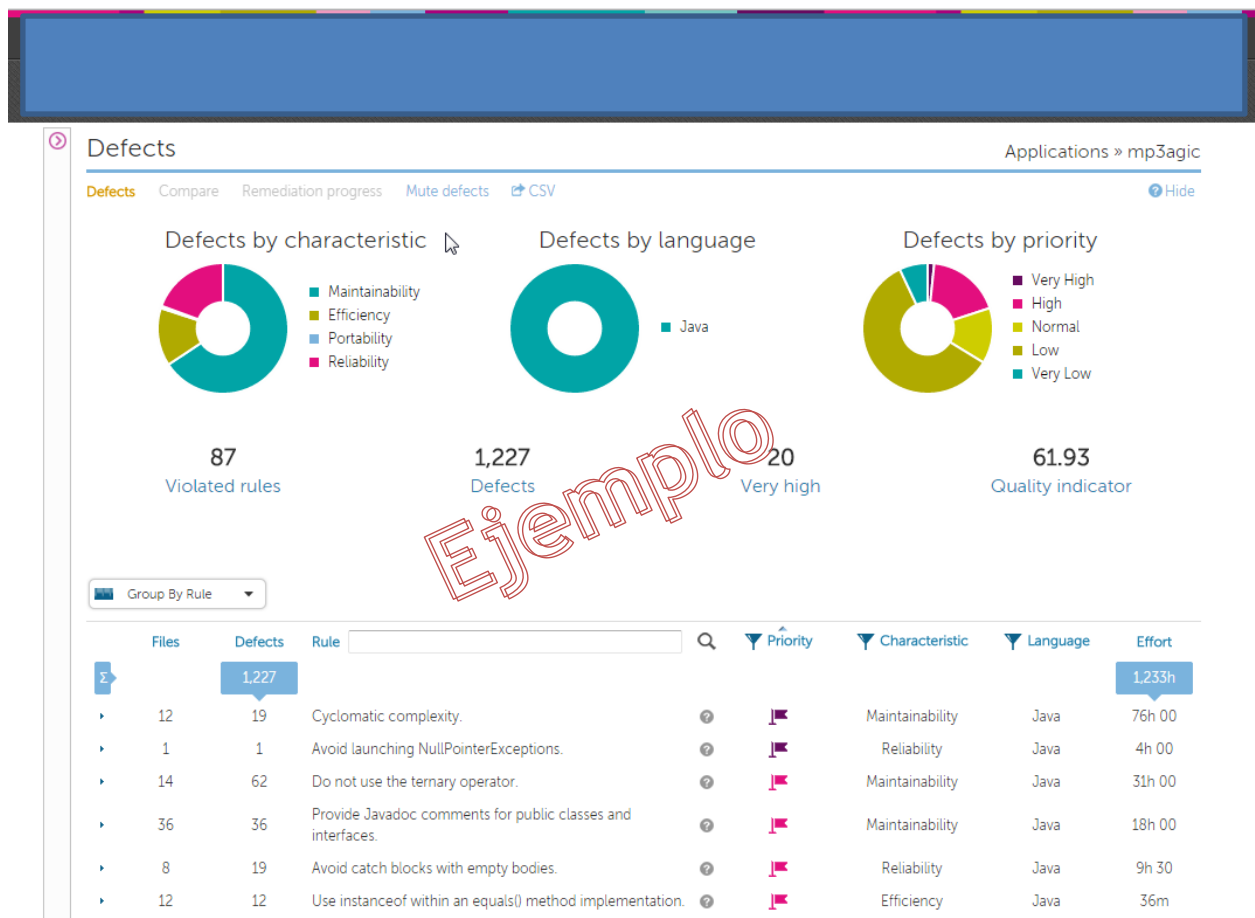 Defects
Applications » mp3agic
Defects Compare Remediation progress Mute defects CSV Hide
Defects by characteristic
Maintainability
Efficiency
Portability
Reliability
Defects by language
Java
Defects by priority
Very High
High
Normal
Low
Very Low
87
Violated rules
1,227
Defects
20
Very high
61.93
Quality indicator
Ejemplo
Group By Rule
Files Defects Rule Priority Characteristic Language Effort
Σ 1,227 1,233h
12 19 Cyclomatic complexity. Maintainability Java 76h 00
1 1 Avoid launching NullPointerExceptions. Reliability Java 4h 00
14 62 Do not use the ternary operator. Maintainability Java 31h 00
36 36 Provide Javadoc comments for public classes and
interfaces. Maintainability Java 18h 00
8 19 Avoid catch blocks with empty bodies. Reliability Java 9h 30
12 12 Use instanceof within an equals() method implementation. Efficiency Java 36m